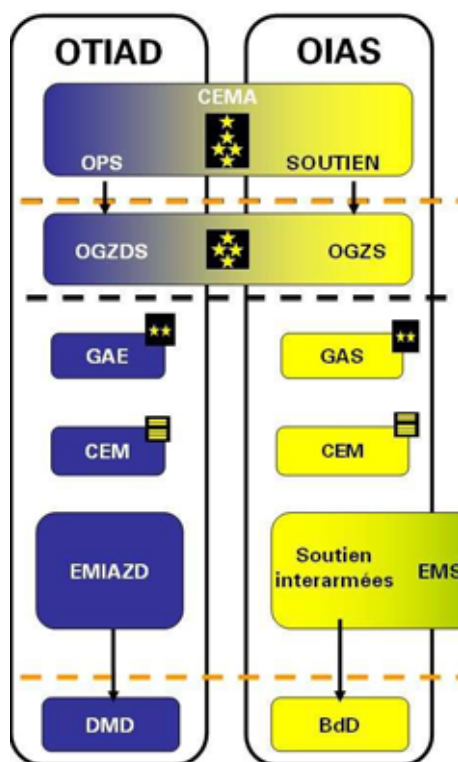 OTIAD OIAS
CEMA
OPS SOUTIEN
OGZDS OGZS
GAE GAS
CEM CEM
EMIAZD Soutien interarmées EMS
DMD BdD